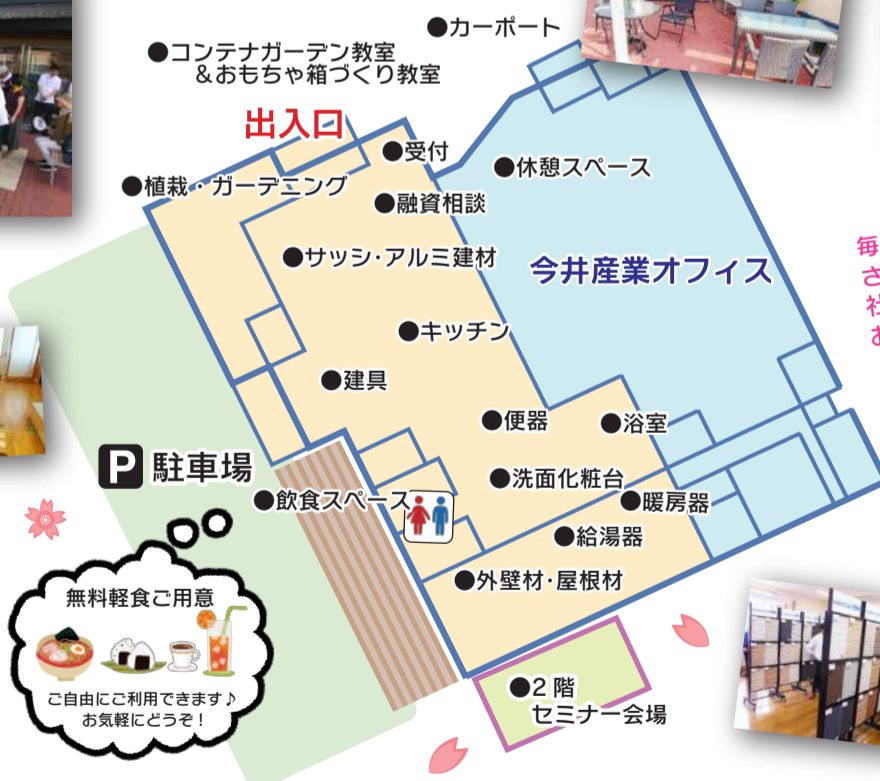 ●カーポート
●コンテナガーデン教室
＆おもちゃ箱づくり教室
出入口
●受付
●休憩スペース
●植栽・ガーデニング
●融資相談
●サッシ・アルミ建材
今井産業オフィス
●キッチン
●建具
●便器
●浴室
P 駐車場
●洗面化粧台
●飲食スペース
●暖房器
●給湯器
●外壁材・屋根材
無料軽食ご用意
ご自由にご利用できます♪
お気軽にどうぞ！
●2階
セミナー会場
毎
さ
社
お